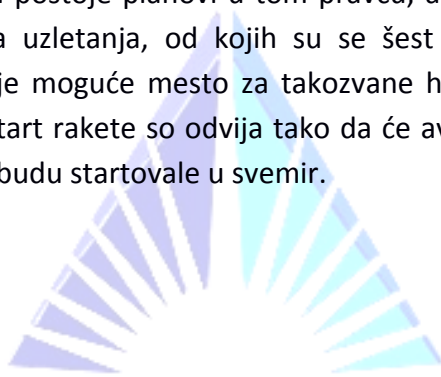 postoje planovi u tom pravcu,
uzletanja, od kojih su se šest
je moguće mesto za takozvane
tart rakete so odvija tako da će
budu startovale u svemir.